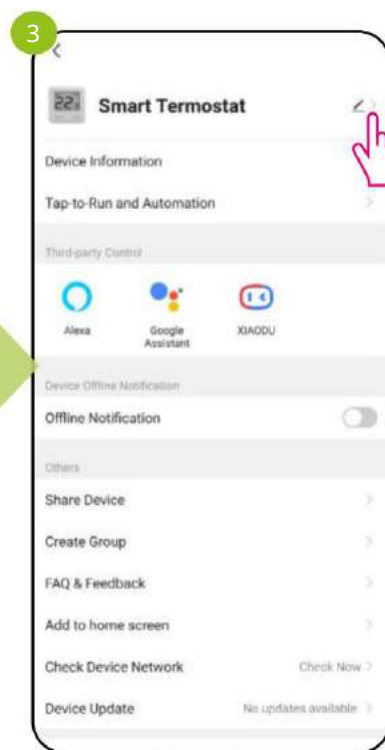 3
Smart Termostat
Device Information
Tap-to-Run and Automation
Third-party Control
Alexa
Google
Assistant
XIAODU
Device Offline Notification
Offline Notification
Others
Share Device
Create Group
FAQ & Feedback
Add to home screen
Check Device Network Check Now
Device Update No updates available